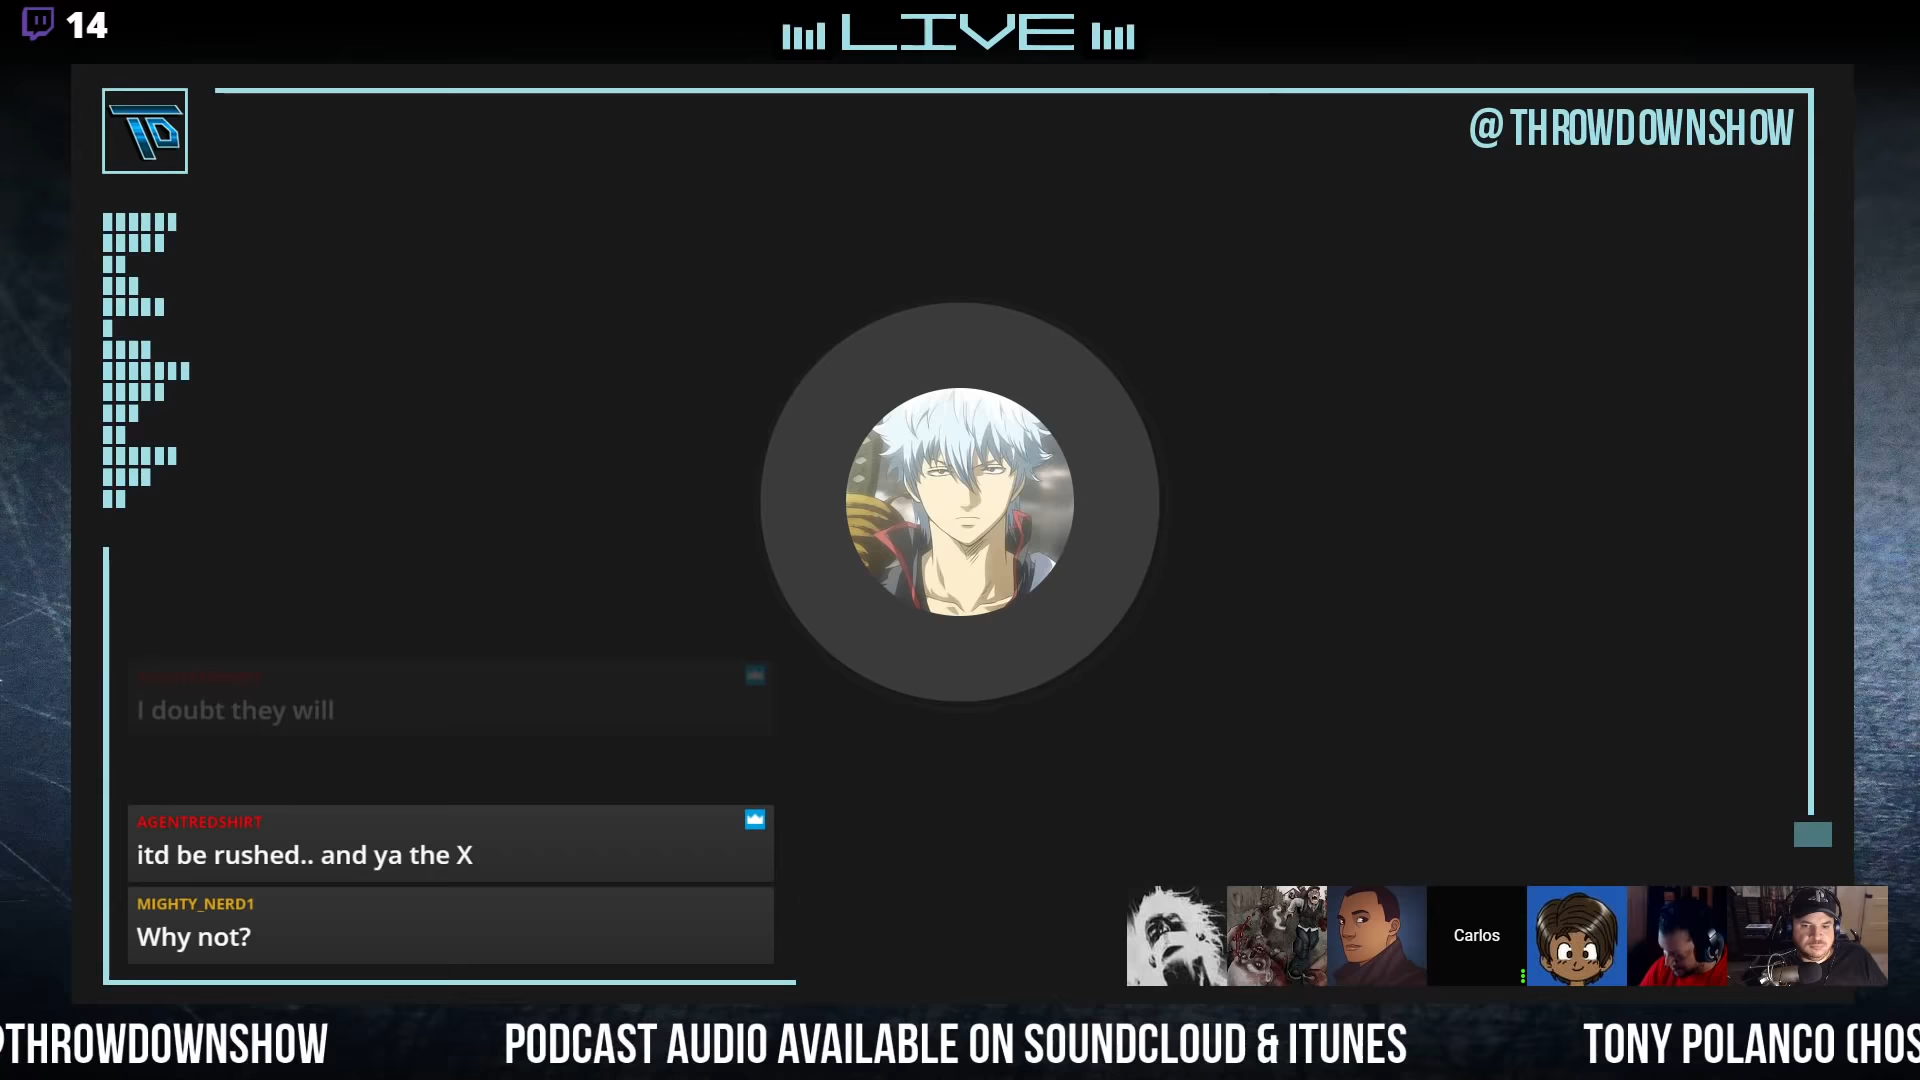 14
LIVE
TD
@THROWDOWNSHOW
I doubt they will
AGENTREDSHIRT
itd be rushed.. and ya the X
MIGHTY_NERD1
Why not?
Carlos
@THROWDOWNSHOW PODCAST AUDIO AVAILABLE ON SOUNDCLOUD & ITUNES TONY POLANCO (HOS